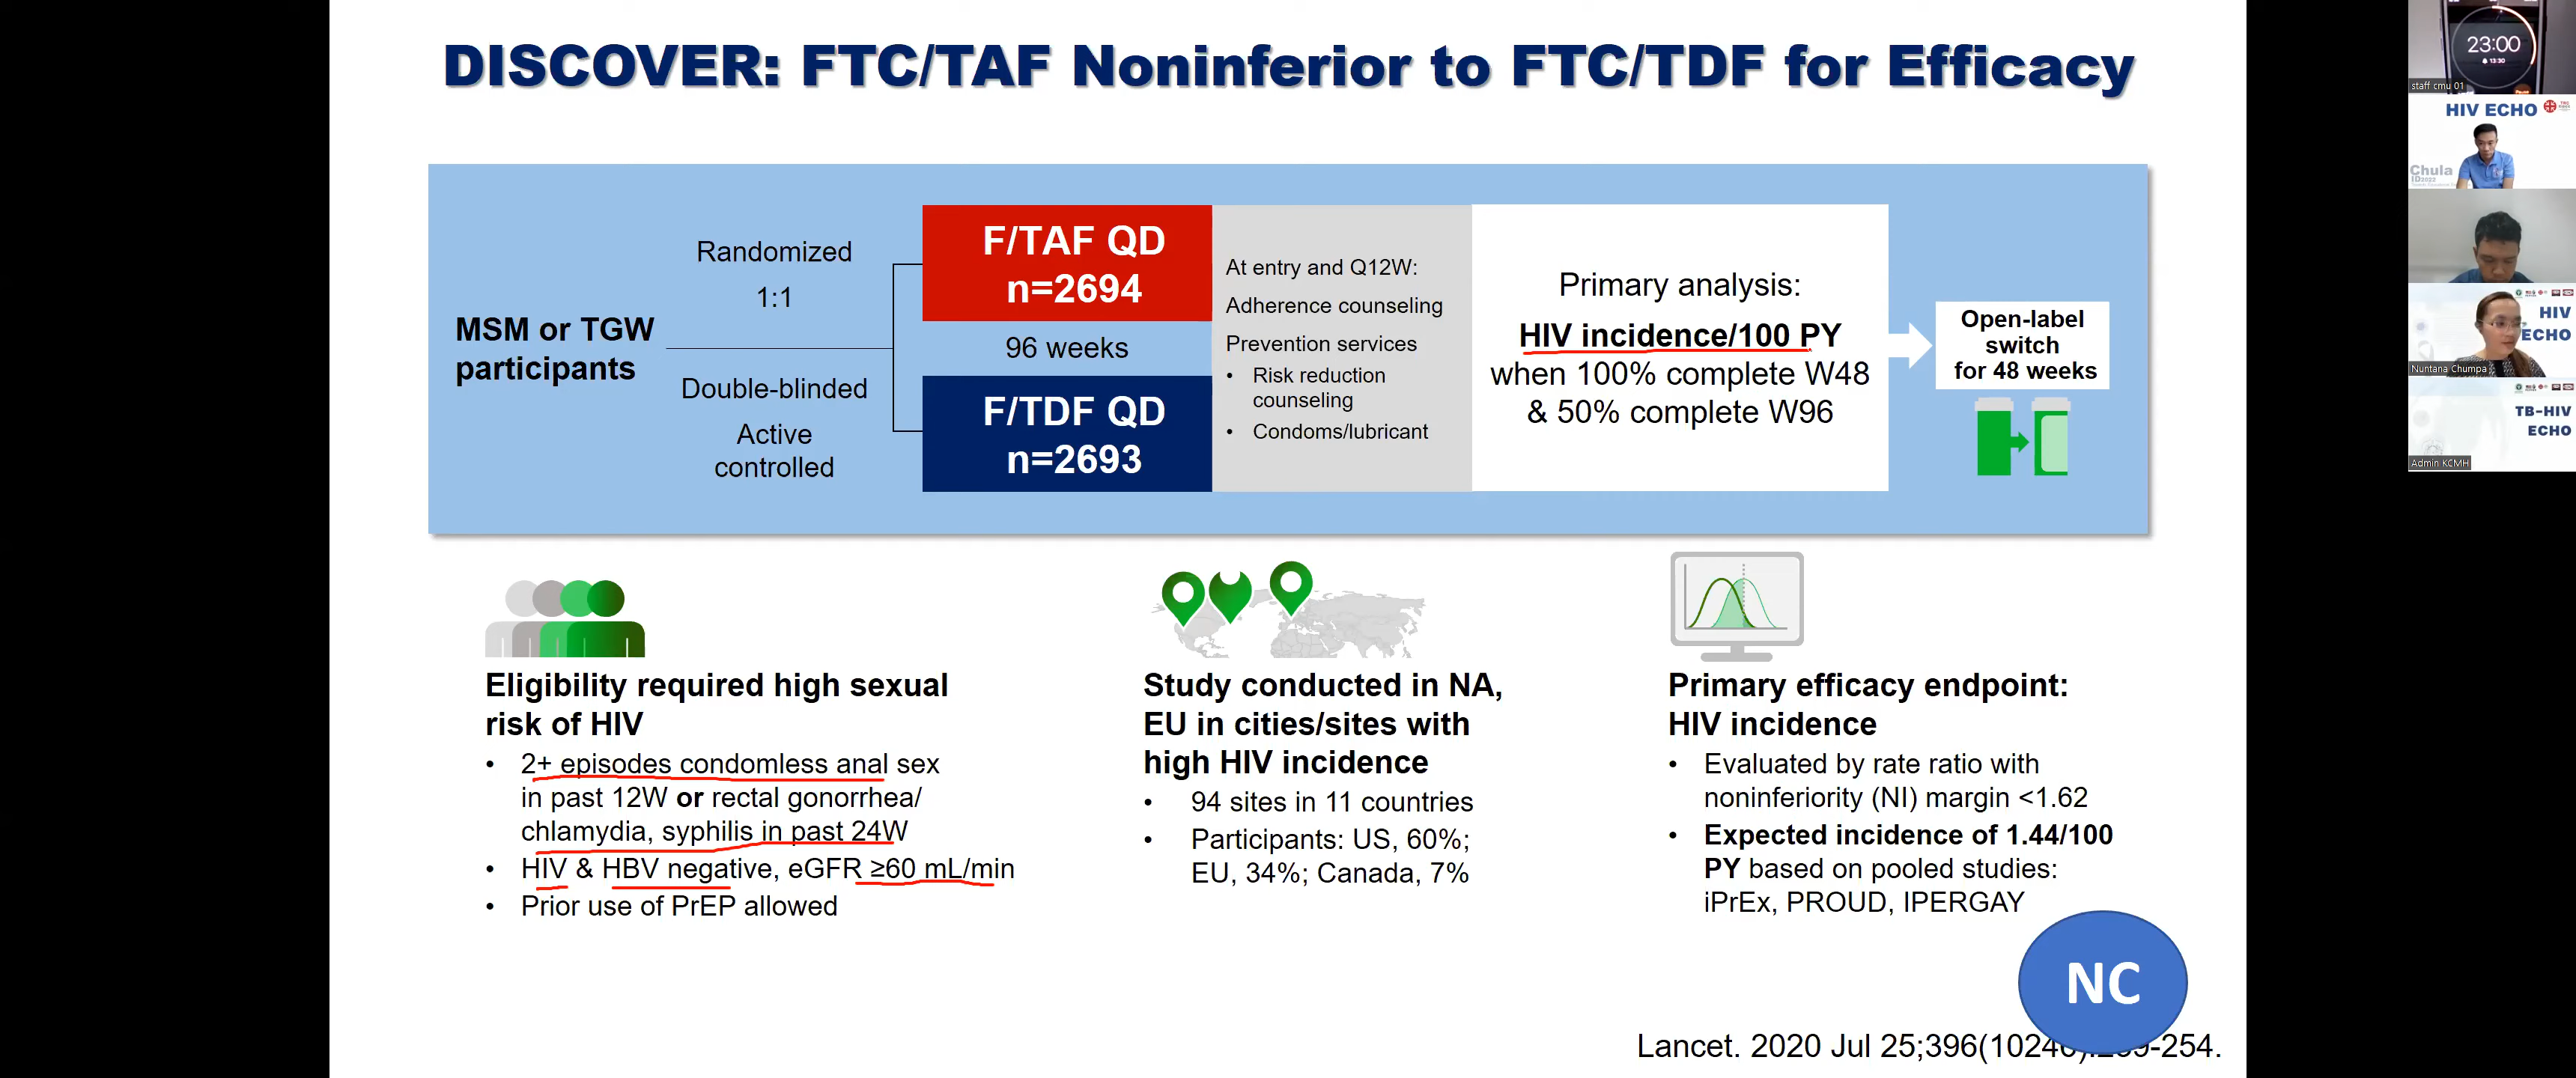 DISCOVER: FTC/TAF Noninferior to FTC/TDF for Efficacy
MSM or TGW
participants
Randomized
1:1
Double-blinded
Active
controlled
F/TAF QD
n=2694
96 weeks
F/TDF QD
n=2693
At entry and Q12W:
Adherence counseling
Prevention services
• Risk reduction
counseling
• Condoms/lubricant
Primary analysis:
HIV incidence/100 PY
when 100% complete W48
& 50% complete W96
Open-label
switch
for 48 weeks
Eligibility required high sexual
risk of HIV
• 2+ episodes condomless anal sex
in past 12W or rectal gonorrhea/
chlamydia, syphilis in past 24W
• HIV & HBV negative, eGFR ≥60 mL/min
• Prior use of PrEP allowed
Study conducted in NA,
EU in cities/sites with
high HIV incidence
• 94 sites in 11 countries
• Participants: US, 60%;
EU, 34%; Canada, 7%
Primary efficacy endpoint:
HIV incidence
• Evaluated by rate ratio with
noninferiority (NI) margin <1.62
• Expected incidence of 1.44/100
PY based on pooled studies:
iPrEx, PROUD, IPERGAY
NC
Lancet. 2020 Jul 25;396 -254.
23:00
13:30
staff cmu 01
HIV ECHO
Chula
ID2022
HIV
ECHO
Nuntana Chumpa
TB-HIV
ECHO
Admin KCMH